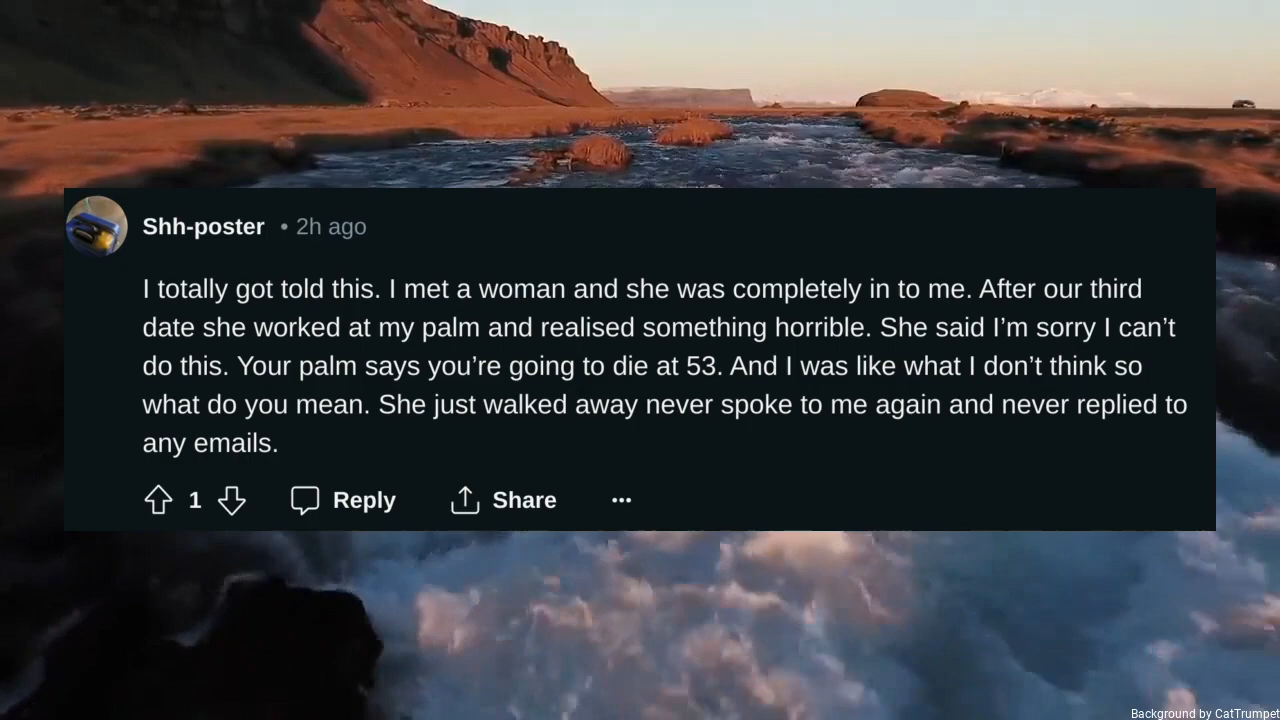 Shh-poster • 2h ago
I totally got told this. I met a woman and she was completely in to me. After our third
date she worked at my palm and realised something horrible. She said I’m sorry I can’t
do this. Your palm says you’re going to die at 53. And I was like what I don’t think so
what do you mean. She just walked away never spoke to me again and never replied to
any emails.
1 Reply Share
Background by CatTrumpet